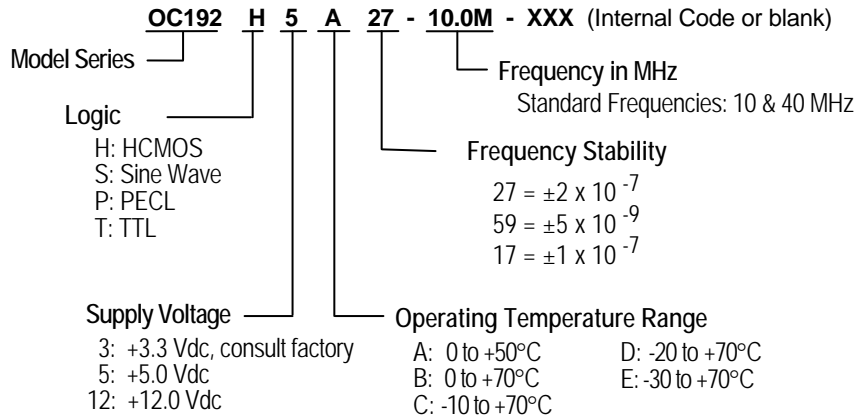 OC192 H 5 A 27 - 10.0M - XXX (Internal Code or blank)
Model Series
Frequency in MHz
Standard Frequencies: 10 & 40 MHz
Logic
H: HCMOS
S: Sine Wave
P: PECL
T: TTL
Frequency Stability
27 = ±2 x 10 -7
59 = ±5 x 10 -9
17 = ±1 x 10 -7
Supply Voltage
3: +3.3 Vdc, consult factory
5: +5.0 Vdc
12: +12.0 Vdc
Operating Temperature Range
A: 0 to +50°C
B: 0 to +70°C
C: -10 to +70°C
D: -20 to +70°C
E: -30 to +70°C